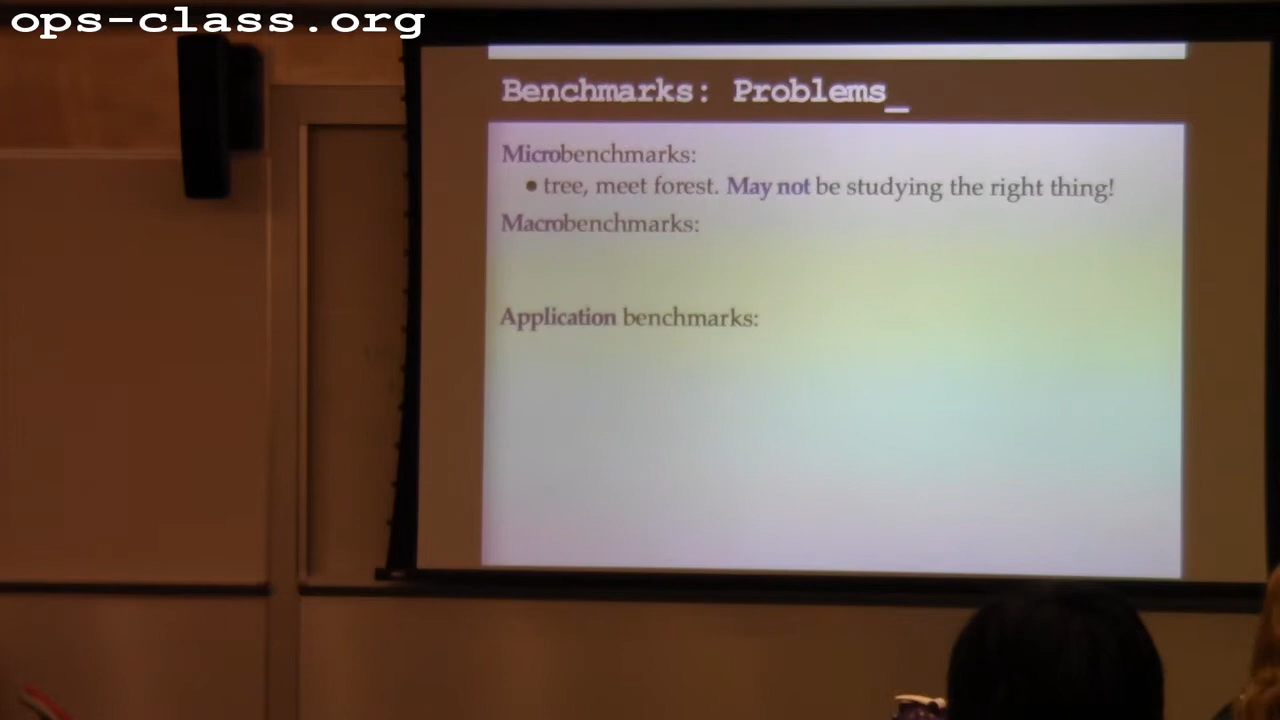 ops-class.org
Benchmarks: Problems_
Microbenchmarks:
• tree, meet forest. May not be studying the right thing!
Macrobenchmarks:
Application benchmarks: